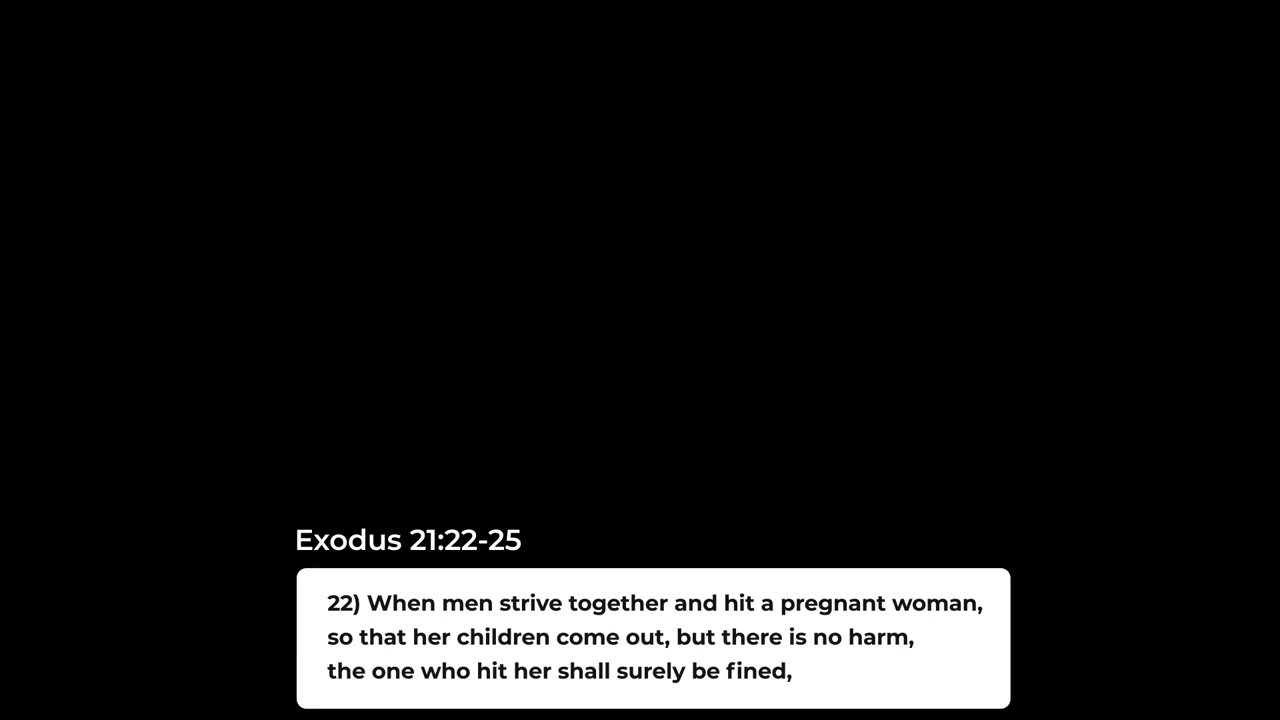 Exodus 21:22-25
22) When men strive together and hit a pregnant woman,
so that her children come out, but there is no harm,
the one who hit her shall surely be fined,